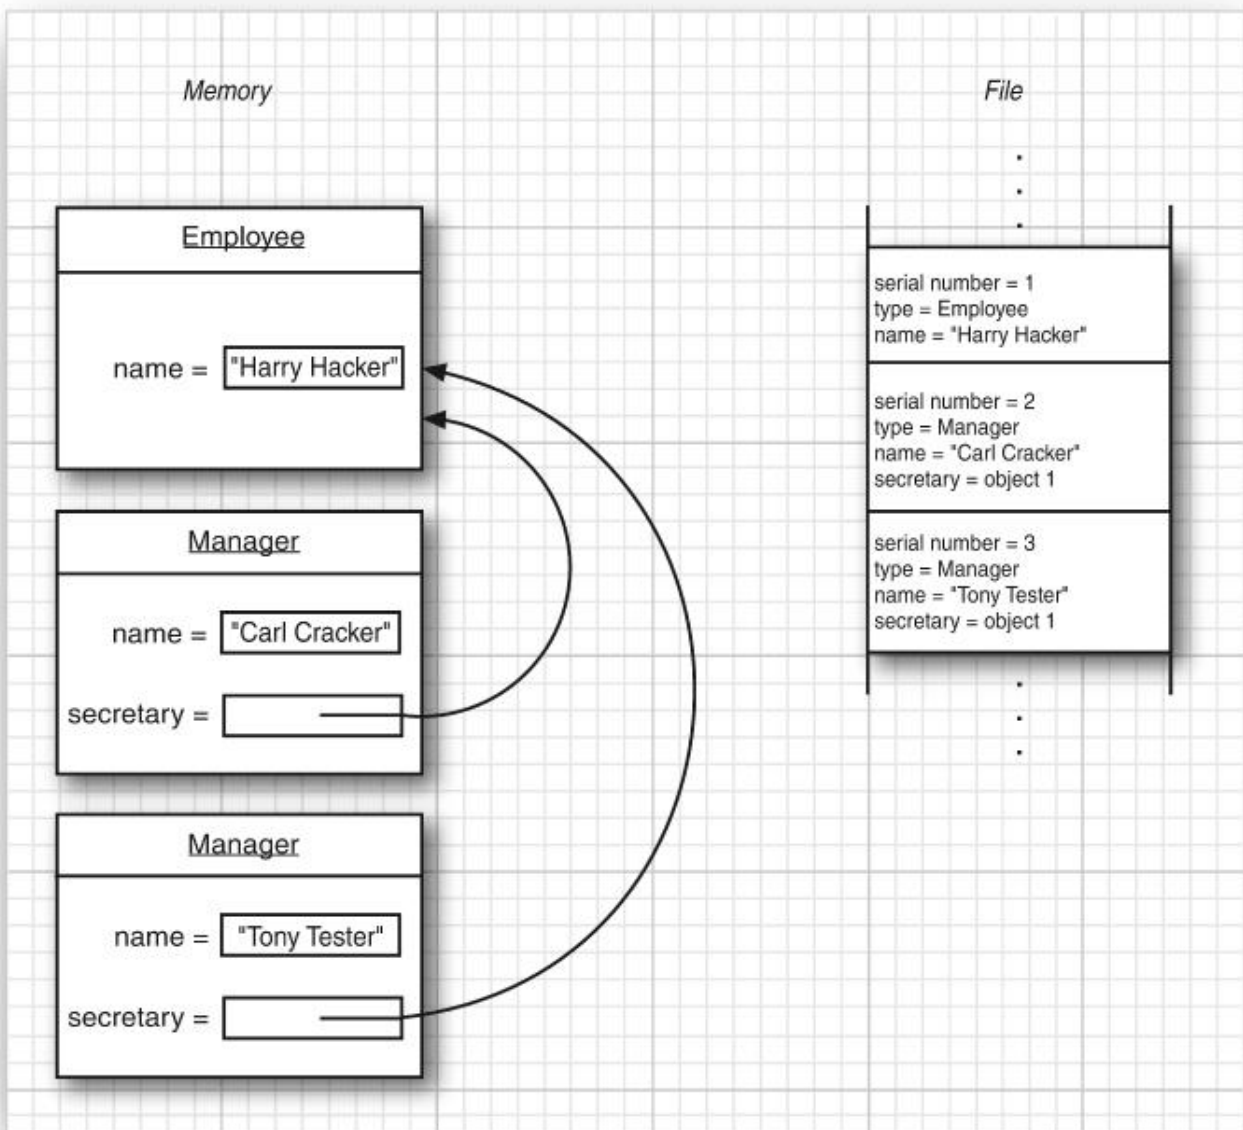 Memory
Employee
name = "Harry Hacker"
Manager
name = "Carl Cracker"
secretary =
Manager
name = "Tony Tester"
secretary =
File
serial number = 1
type = Employee
name = "Harry Hacker"
serial number = 2
type = Manager
name = "Carl Cracker"
secretary = object 1
serial number = 3
type = Manager
name = "Tony Tester"
secretary = object 1